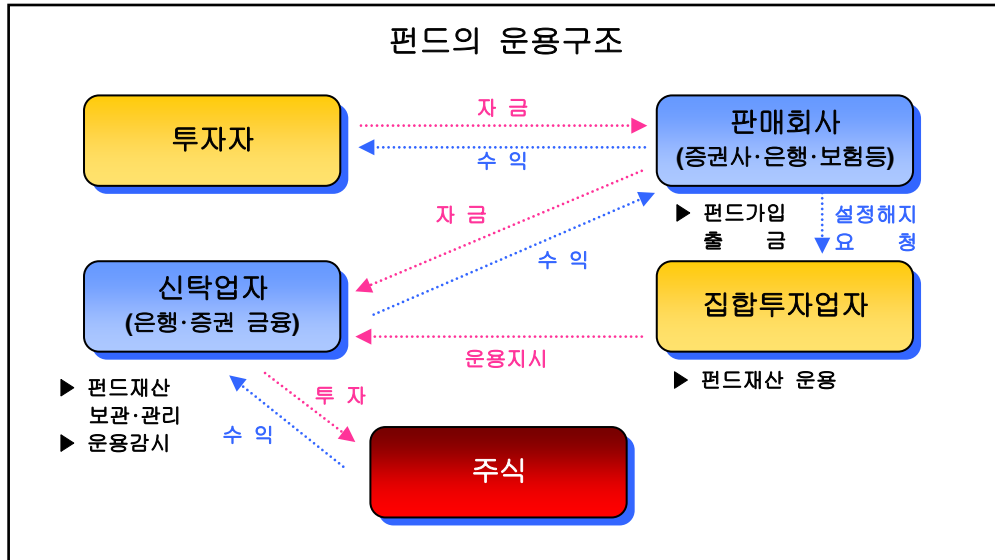 펀드의 운용구조
투자자
자 금
수 익
판매회사
(증권사·은행·보험등)
▶ 펀드가입
출 금
설정해지
요 청
자 금
수 익
신탁업자
(은행·증권 금융)
집합투자업자
운용지시
▶ 펀드재산 운용
▶ 펀드재산
보관·관리
▶ 운용감시
투 자
수 익
주식